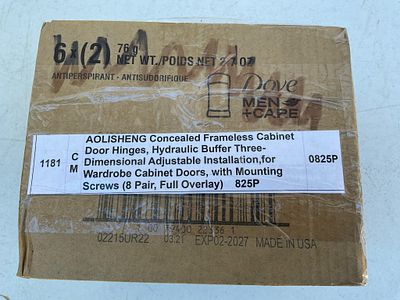 6x(2) 76 g
NET WT./POIDS NET 2.7 OZ
ANTIPERSPIRANT - ANTISUDORIFIQUE
Dove
MEN
+CARE
AOLISHENG Concealed Frameless Cabinet
Door Hinges, Hydraulic Buffer Three-
1181 CM Dimensional Adjustable Installation,for 0825P
Wardrobe Cabinet Doors, with Mounting
Screws (8 Pair, Full Overlay) 825P
02215UR22 03:21 EXP02-2027 MADE IN USA